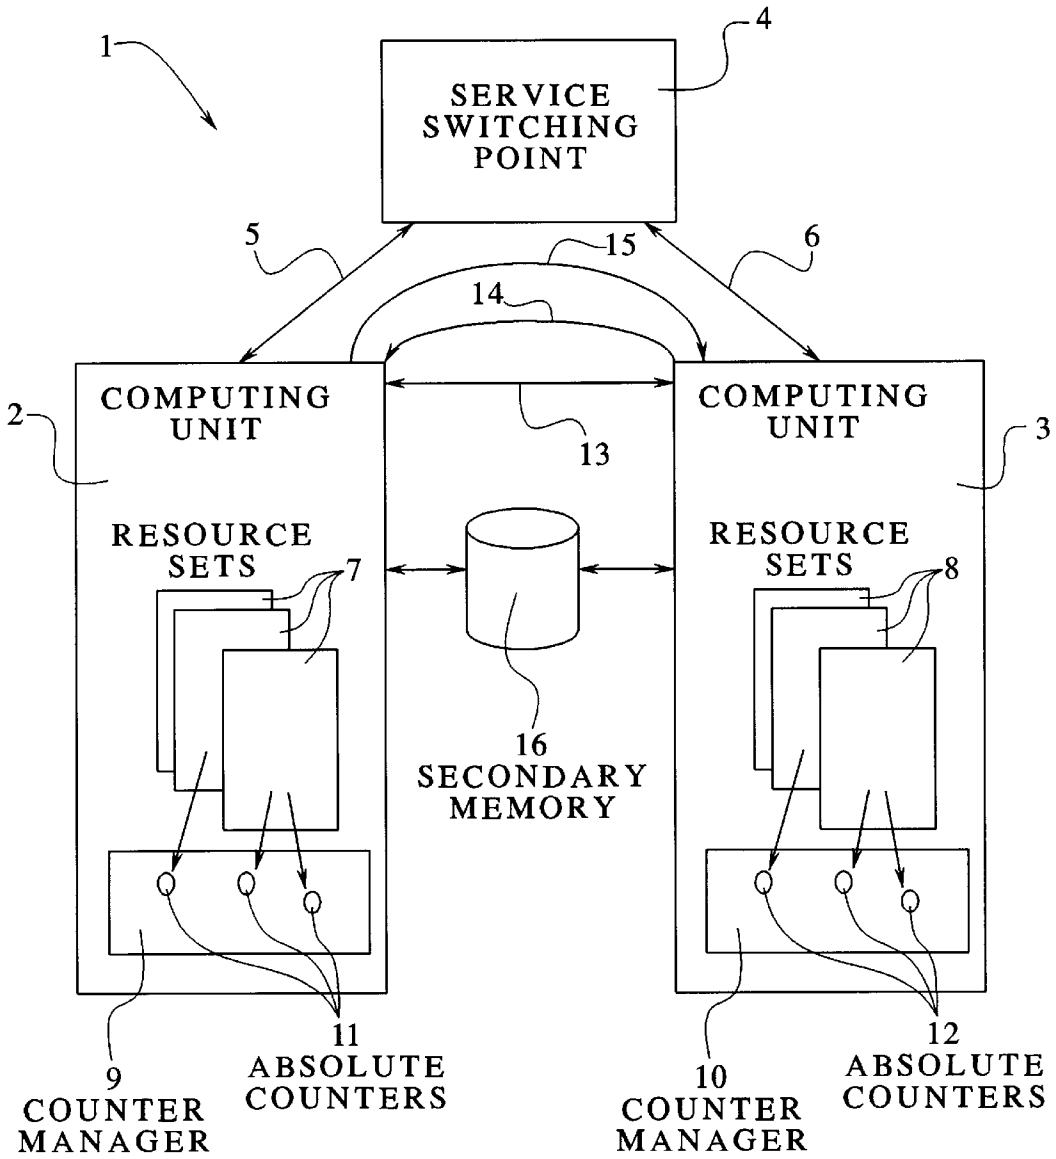 1
4
SERVICE
SWITCHING
POINT
5
15
6
14
COMPUTING
UNIT
COMPUTING
UNIT
2
13
3
RESOURCE
SETS
RESOURCE
SETS
7
8
16
SECONDARY
MEMORY
11
ABSOLUTE
COUNTERS
12
ABSOLUTE
COUNTERS
9
COUNTER
MANAGER
10
COUNTER
MANAGER